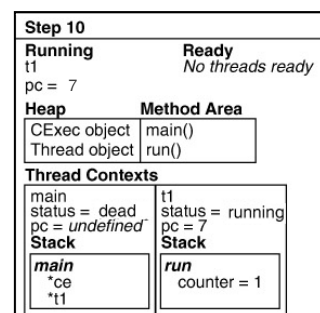 Step 10
Running Ready
t1 No threads ready
pc = 7
Heap Method Area
CExec object main()
Thread object run()
Thread Contexts
main t1
status = dead status = running
pc = undefined pc = 7
Stack Stack
main run
*ce counter = 1
*t1